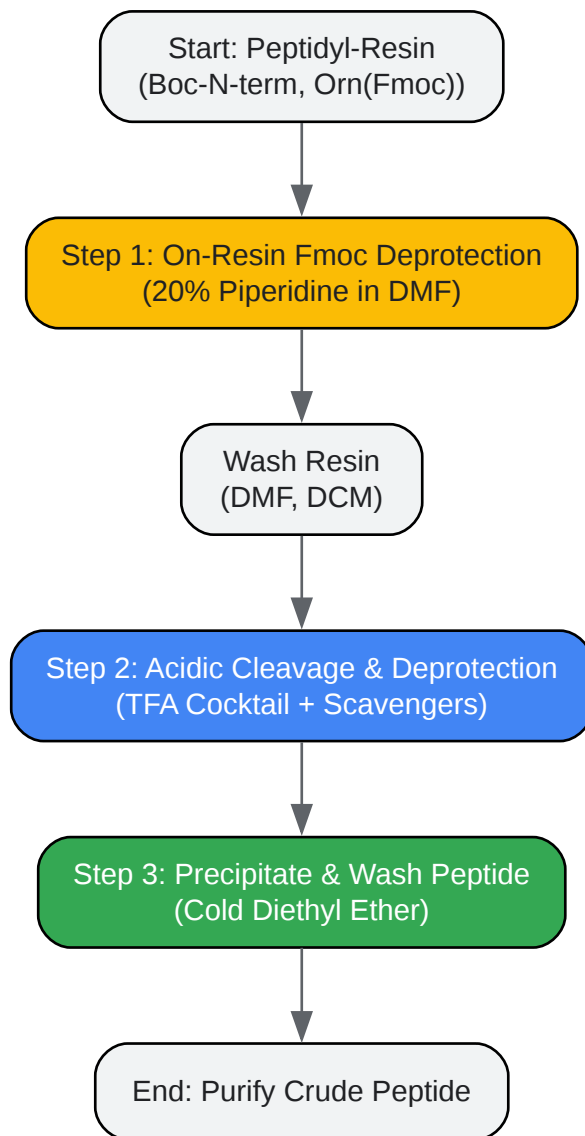 Start: Peptidyl-Resin
(Boc-N-term, Orn(Fmoc))
Step 1: On-Resin Fmoc Deprotection
(20% Piperidine in DMF)
Wash Resin
(DMF, DCM)
Step 2: Acidic Cleavage & Deprotection
(TFA Cocktail + Scavengers)
Step 3: Precipitate & Wash Peptide
(Cold Diethyl Ether)
End: Purify Crude Peptide